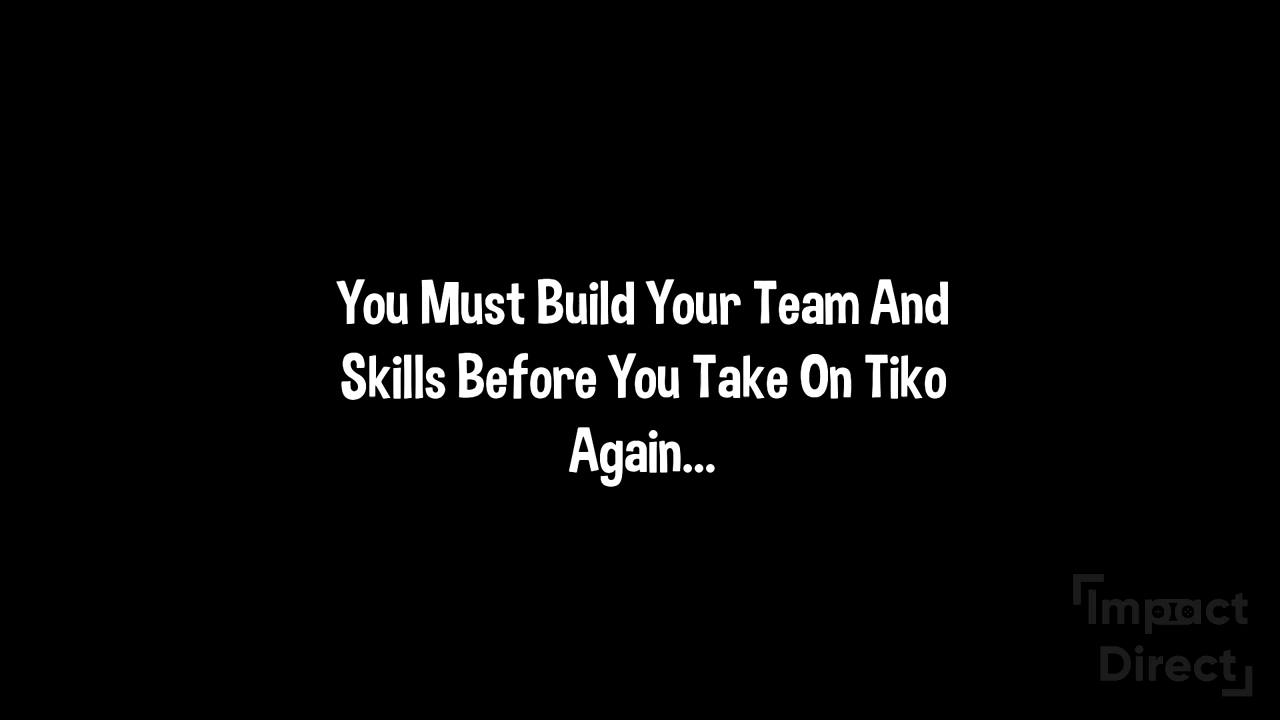 You Must Build Your Team And
Skills Before You Take On Tiko
Again...
Impact
Direct